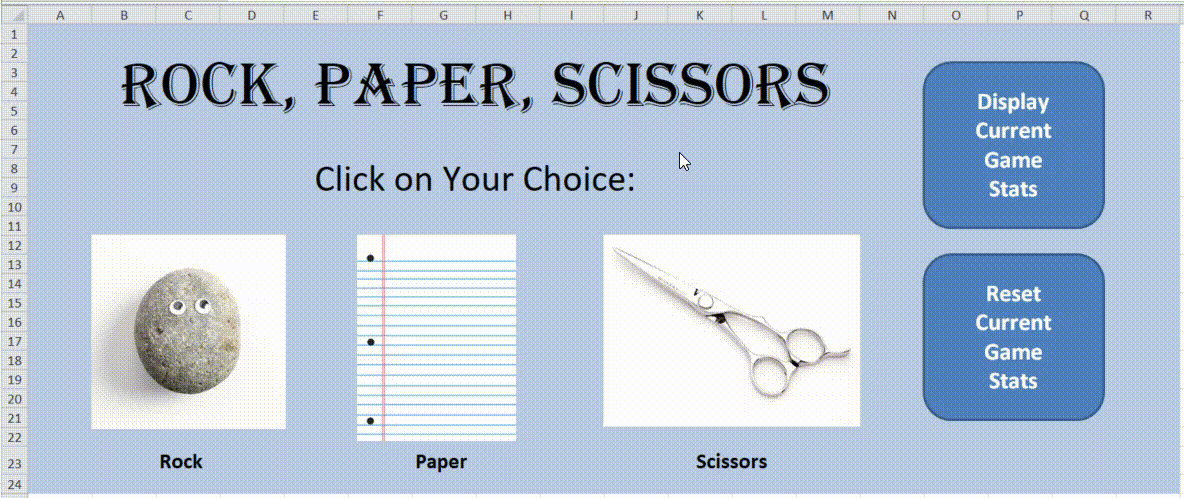 A B C D E F G H I J K L M N O P Q R
1
2
3
4
5
6
7
8
9
10
11
12
13
14
15
16
17
18
19
20
21
22
23
24
ROCK, PAPER, SCISSORS
Click on Your Choice:
Rock
Paper
Scissors
Display
Current
Game
Stats
Reset
Current
Game
Stats